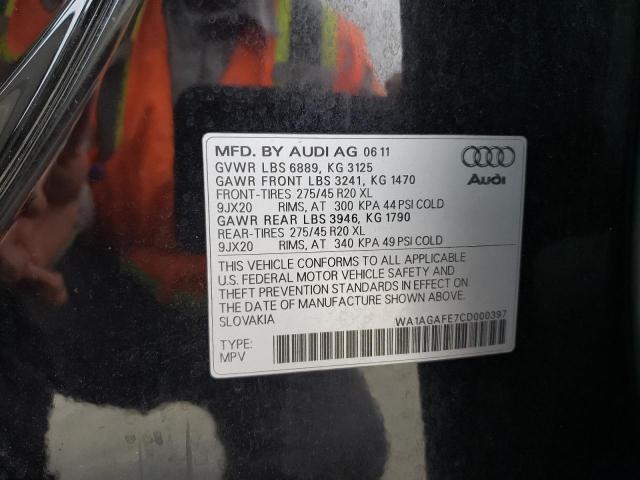 MFD. BY AUDI AG 06 11
GVWR LBS 6889, KG 3125
GAWR FRONT LBS 3241, KG 1470
FRONT-TIRES 275/45 R20 XL
9JX20 RIMS, AT 300 KPA 44 PSI COLD
GAWR REAR LBS 3946, KG 1790
REAR-TIRES 275/45 R20 XL
9JX20 RIMS, AT 340 KPA 49 PSI COLD
Audi
THIS VEHICLE CONFORMS TO ALL APPLICABLE
U.S. FEDERAL MOTOR VEHICLE SAFETY AND
THEFT PREVENTION STANDARDS IN EFFECT ON
THE DATE OF MANUFACTURE SHOWN ABOVE.
SLOVAKIA
WA1AGAFE7CD000397
TYPE:
MPV